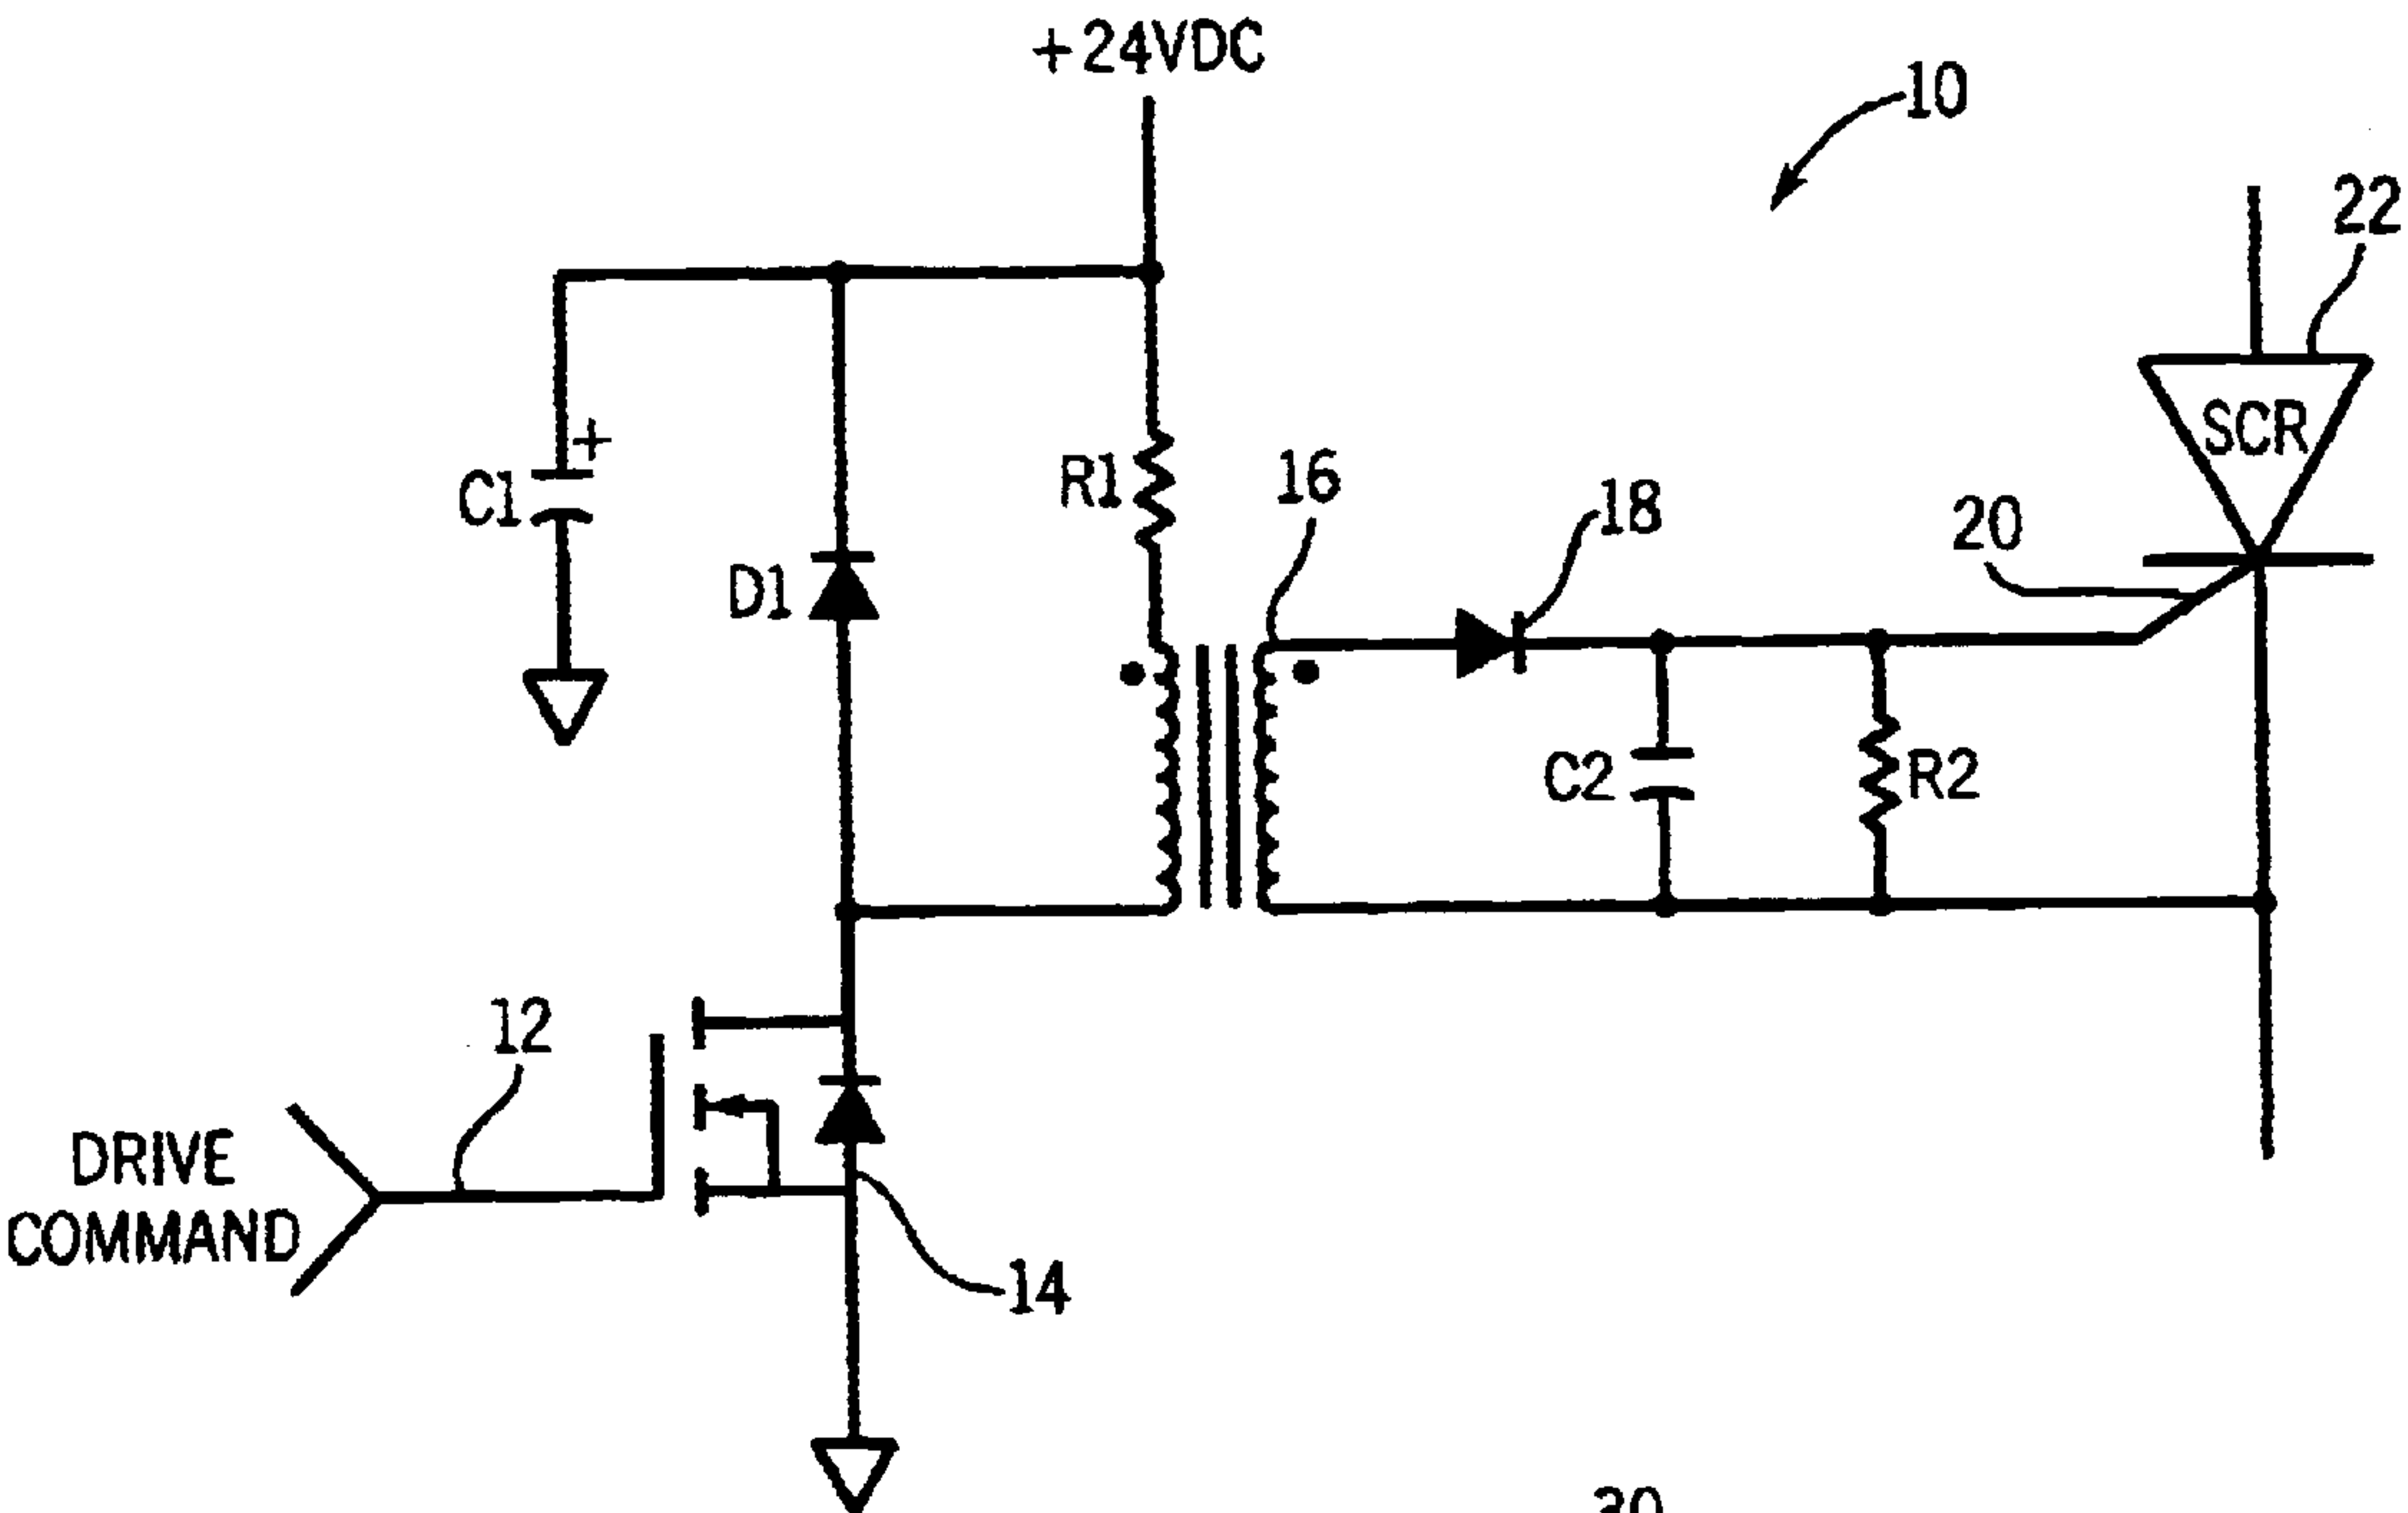 +24VDC
10
22
SCR
+
C1
R1
16
18
20
D1
C2
R2
12
DRIVE
COMMAND
14